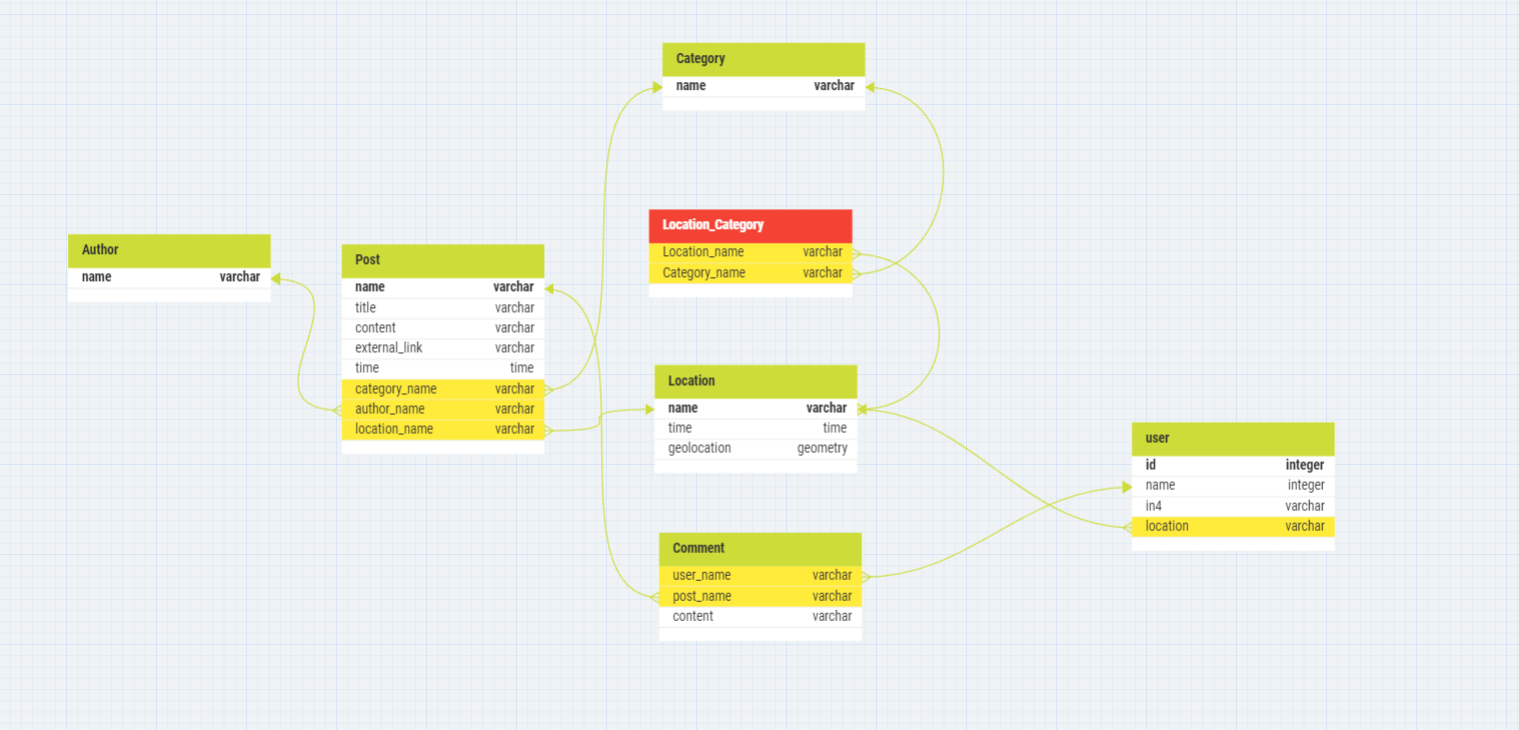 Category
name varchar
Location_Category
Location_name varchar
Category_name varchar
Author
name varchar
Post
name varchar
title varchar
content varchar
external_link varchar
time time
category_name varchar
author_name varchar
location_name varchar
Location
name varchar
time time
geolocation geometry
user
id integer
name integer
in4 varchar
location varchar
Comment
user_name varchar
post_name varchar
content varchar